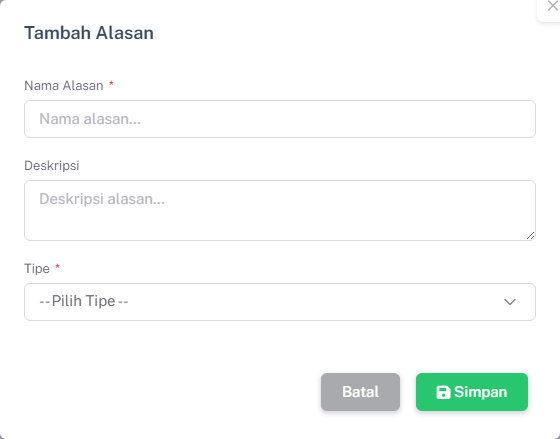 Tambah Alasan
Nama Alasan *
Nama alasan...
Deskripsi
Deskripsi alasan...
Tipe *
-- Pilih Tipe --
Batal
Simpan